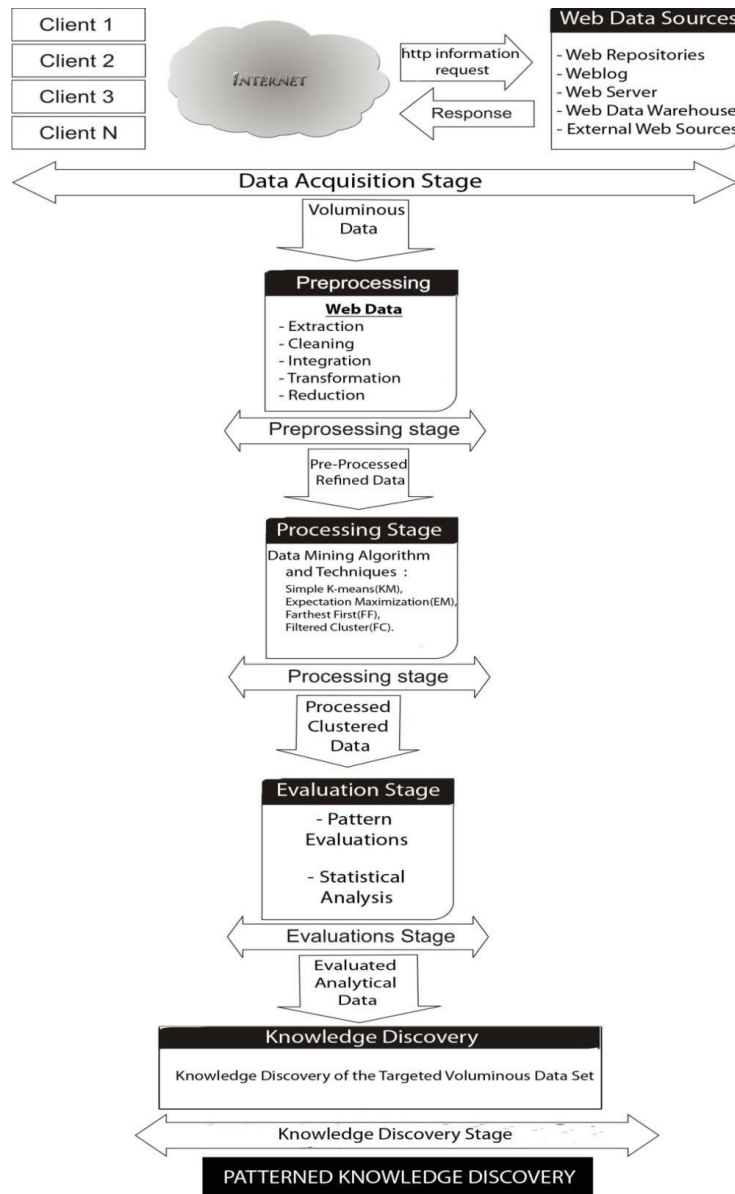 Client 1
Client 2
Client 3
Client N
INTERNET
http information
request
Response
Web Data Sources
- Web Repositories
- Weblog
- Web Server
- Web Data Warehouse
- External Web Sources
Data Acquisition Stage
Voluminous
Data
Preprocessing
Web Data
- Extraction
- Cleaning
- Integration
- Transformation
- Reduction
Preprosessing stage
Pre-Processed
Refined Data
Processing Stage
Data Mining Algorithm
and Techniques :
Simple K-means(KM),
Expectation Maximization(EM),
Farthest First(FF),
Filtered Cluster(FC).
Processing stage
Processed
Clustered
Data
Evaluation Stage
- Pattern
Evaluations
- Statistical
Analysis
Evaluations Stage
Evaluated
Analytical
Data
Knowledge Discovery
Knowledge Discovery of the Targeted Voluminous Data Set
Knowledge Discovery Stage
PATTERNED KNOWLEDGE DISCOVERY